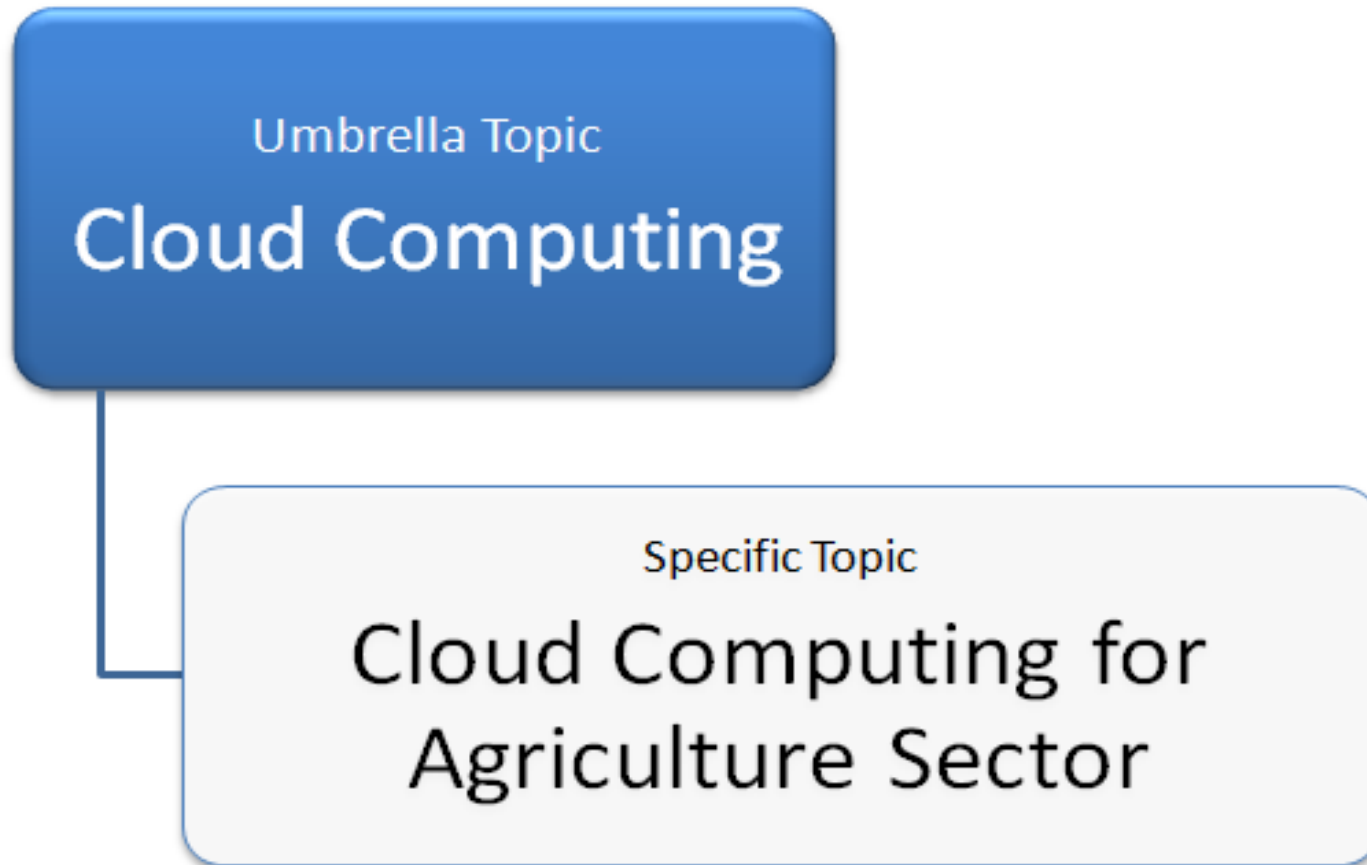 Umbrella Topic
Cloud Computing
Specific Topic
Cloud Computing for
Agriculture Sector